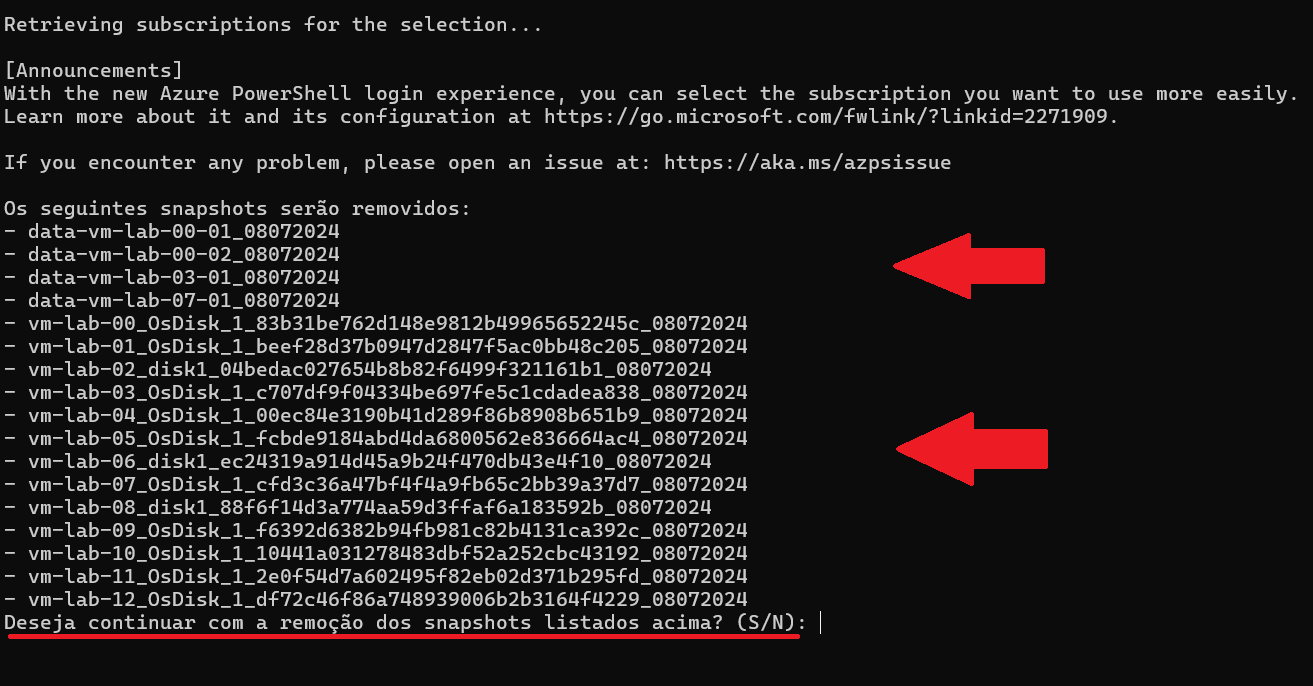 Retrieving subscriptions for the selection...
[Announcements]
With the new Azure PowerShell login experience, you can select the subscription you want to use more easily.
Learn more about it and its configuration at https://go.microsoft.com/fwlink/?linkid=2271909.
If you encounter any problem, please open an issue at: https://aka.ms/azpsissue
Os seguintes snapshots serão removidos:
- data-vm-lab-00-01_08072024
- data-vm-lab-00-02_08072024
- data-vm-lab-03-01_08072024
- data-vm-lab-07-01_08072024
- vm-lab-00_OsDisk_1_83b31be762d148e9812b49965652245c_08072024
- vm-lab-01_OsDisk_1_beef28d37b0947d2847f5ac0bb48c205_08072024
- vm-lab-02_disk1_04bedac027654b8b82f6499f321161b1_08072024
- vm-lab-03_OsDisk_1_c707df9f04334be697fe5c1cdadea838_08072024
- vm-lab-04_OsDisk_1_00ec84e3190b41d289f86b8908b651b9_08072024
- vm-lab-05_OsDisk_1_fcbde9184abd4da6800562e836664ac4_08072024
- vm-lab-06_disk1_ec24319a914d45a9b24f470db43e4f10_08072024
- vm-lab-07_OsDisk_1_cfd3c36a47bf4f4a9fb65c2bb39a37d7_08072024
- vm-lab-08_disk1_88f6f14d3a774aa59d3ffaf6a183592b_08072024
- vm-lab-09_OsDisk_1_f6392d6382b94fb981c82b4131ca392c_08072024
- vm-lab-10_OsDisk_1_10441a031278483dbf52a252cbc43192_08072024
- vm-lab-11_OsDisk_1_2e0f54d7a602495f82eb02d371b295fd_08072024
- vm-lab-12_OsDisk_1_df72c46f86a748939006b2b3164f4229_08072024
Deseja continuar com a remoção dos snapshots listados acima? (S/N):